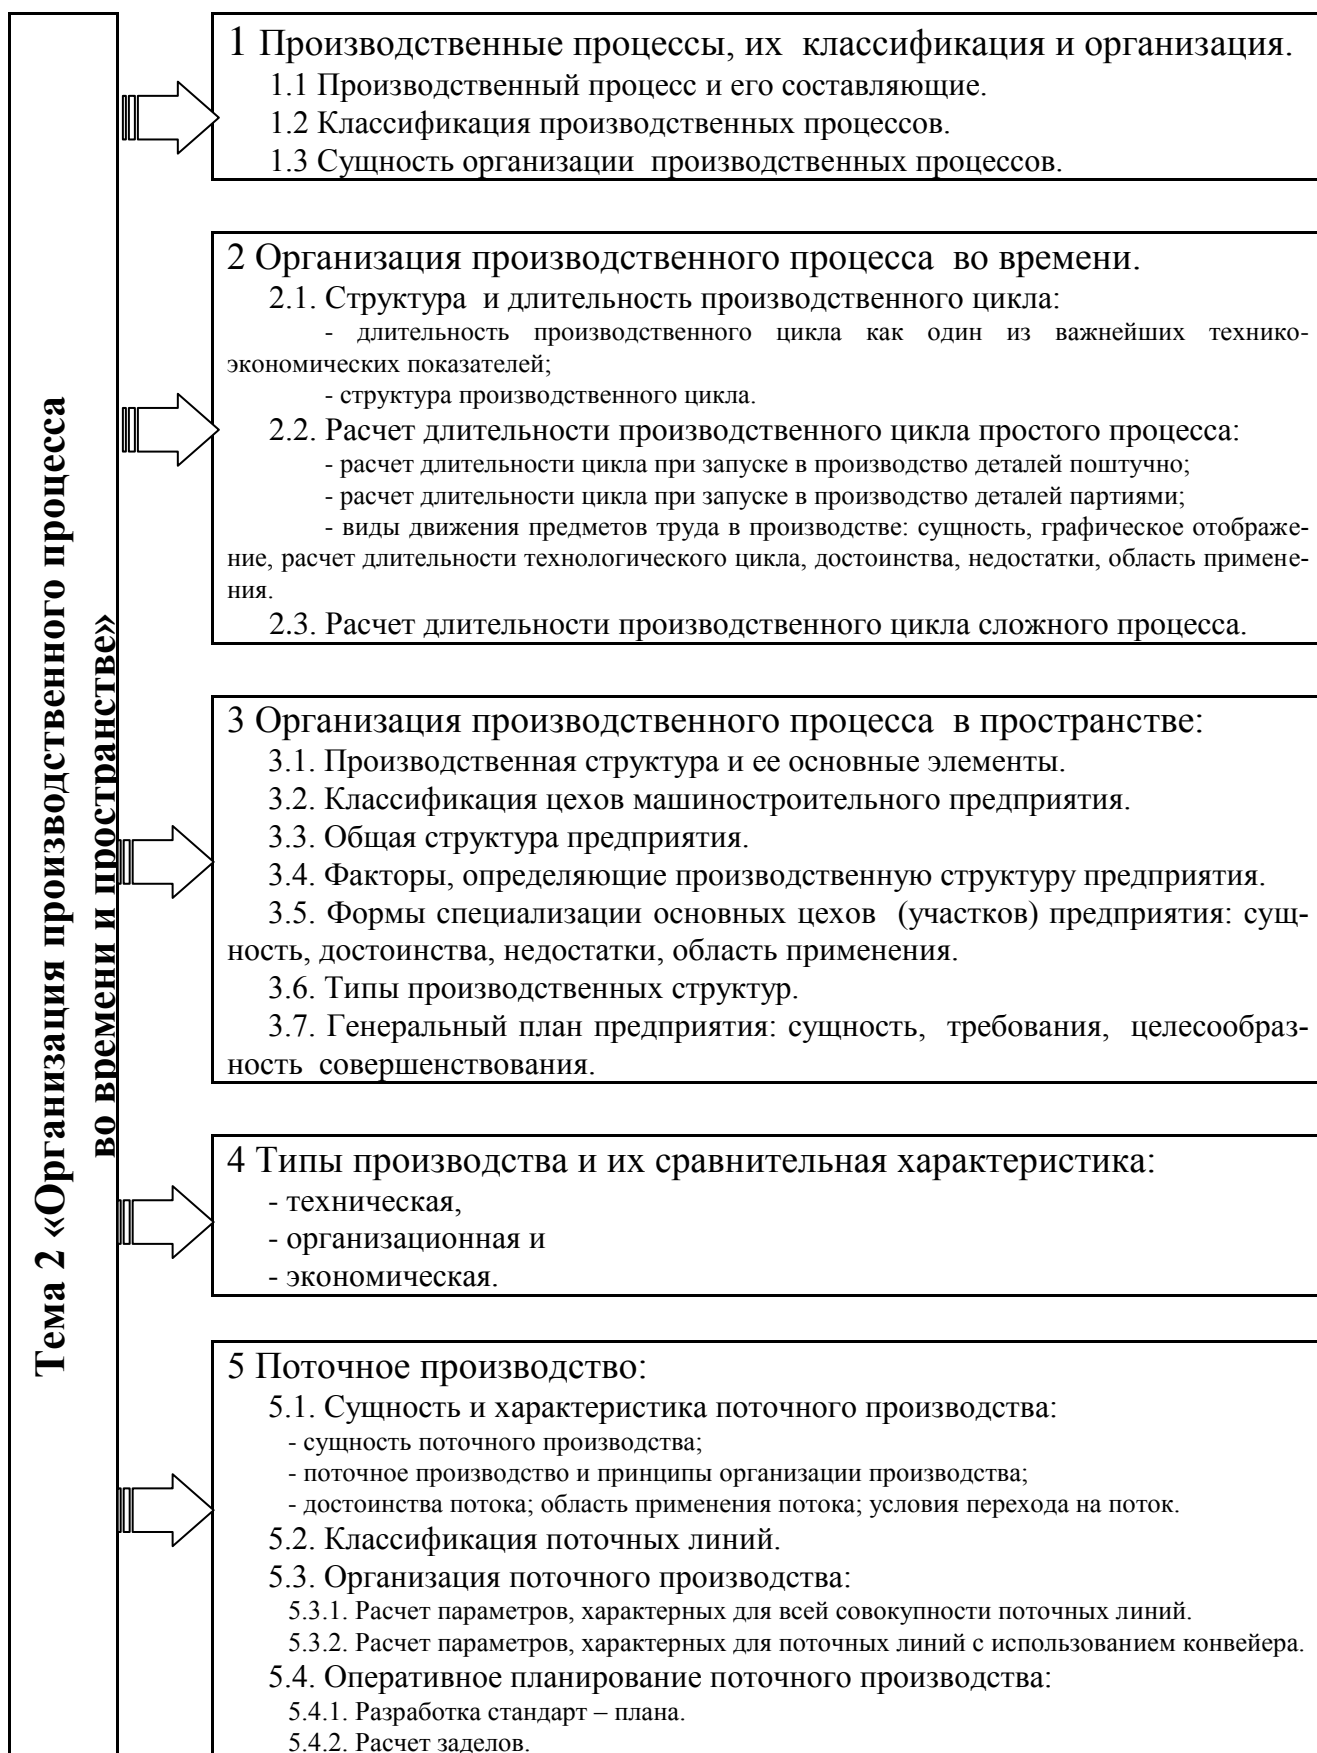 Тема 2 «Организация производственного процесса
во времени и пространстве»
1 Производственные процессы, их классификация и организация.
1.1 Производственный процесс и его составляющие.
1.2 Классификация производственных процессов.
1.3 Сущность организации производственных процессов.
2 Организация производственного процесса во времени.
2.1. Структура и длительность производственного цикла:
- длительность производственного цикла как один из важнейших технико-
экономических показателей;
- структура производственного цикла.
2.2. Расчет длительности производственного цикла простого процесса:
- расчет длительности цикла при запуске в производство деталей поштучно;
- расчет длительности цикла при запуске в производство деталей партиями;
- виды движения предметов труда в производстве: сущность, графическое отображе-
ние, расчет длительности технологического цикла, достоинства, недостатки, область примене-
ния.
2.3. Расчет длительности производственного цикла сложного процесса.
3 Организация производственного процесса в пространстве:
3.1. Производственная структура и ее основные элементы.
3.2. Классификация цехов машиностроительного предприятия.
3.3. Общая структура предприятия.
3.4. Факторы, определяющие производственную структуру предприятия.
3.5. Формы специализации основных цехов (участков) предприятия: сущ-
ность, достоинства, недостатки, область применения.
3.6. Типы производственных структур.
3.7. Генеральный план предприятия: сущность, требования, целесообраз-
ность совершенствования.
4 Типы производства и их сравнительная характеристика:
- техническая,
- организационная и
- экономическая.
5 Поточное производство:
5.1. Сущность и характеристика поточного производства:
- сущность поточного производства;
- поточное производство и принципы организации производства;
- достоинства потока; область применения потока; условия перехода на поток.
5.2. Классификация поточных линий.
5.3. Организация поточного производства:
5.3.1. Расчет параметров, характерных для всей совокупности поточных линий.
5.3.2. Расчет параметров, характерных для поточных линий с использованием конвейера.
5.4. Оперативное планирование поточного производства:
5.4.1. Разработка стандарт – плана.
5.4.2. Расчет заделов.